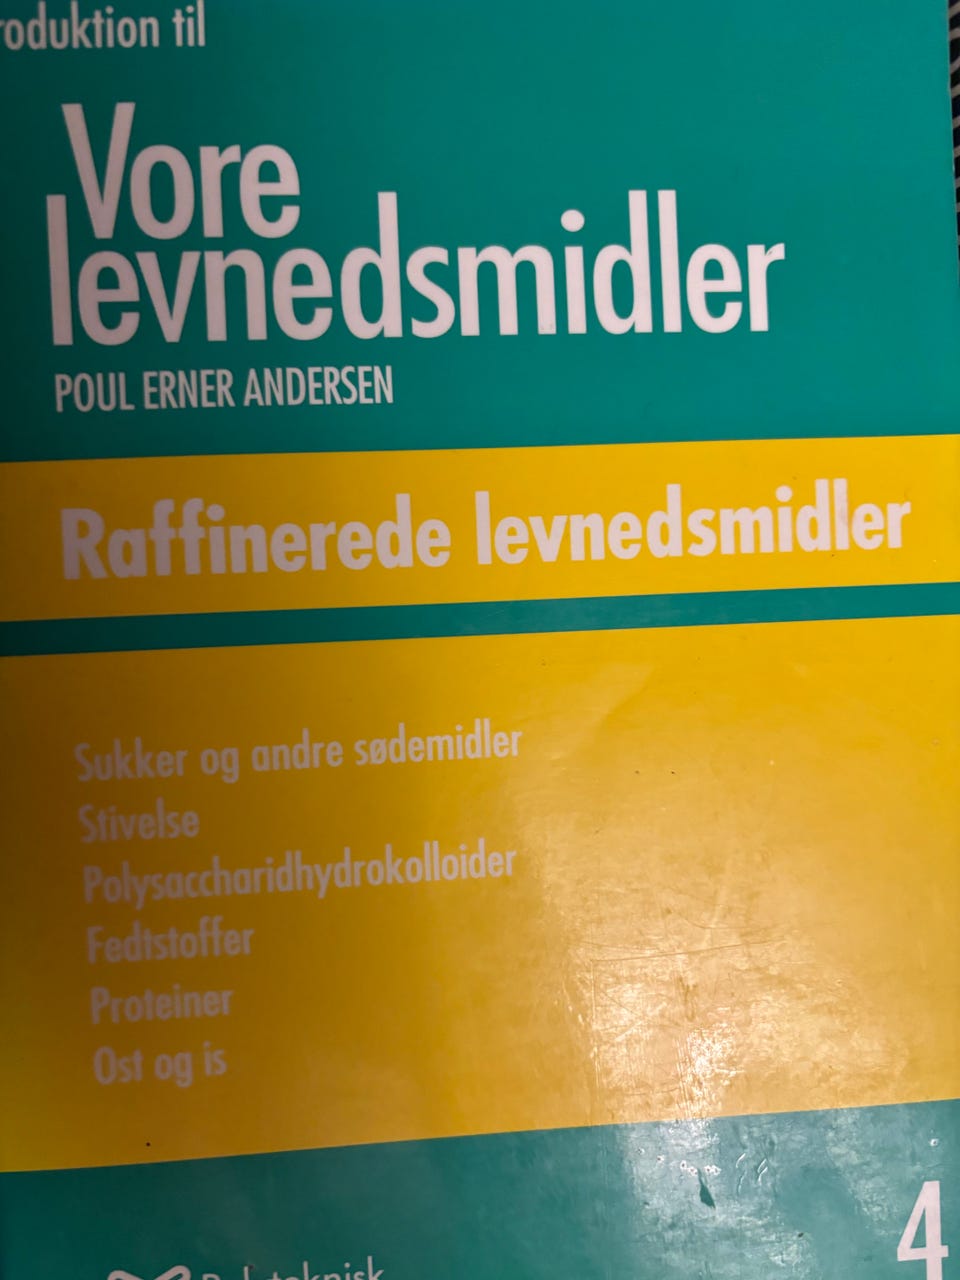 roduktion til
Vore
levnedsmidler
POUL ERNER ANDERSEN
Raffinerede levnedsmidler
Sukker og andre sødemidler
Stivelse
Polysaccharidhydrokolloider
Fedtstoffer
Proteiner
Ost og is
4
Polyteknisk